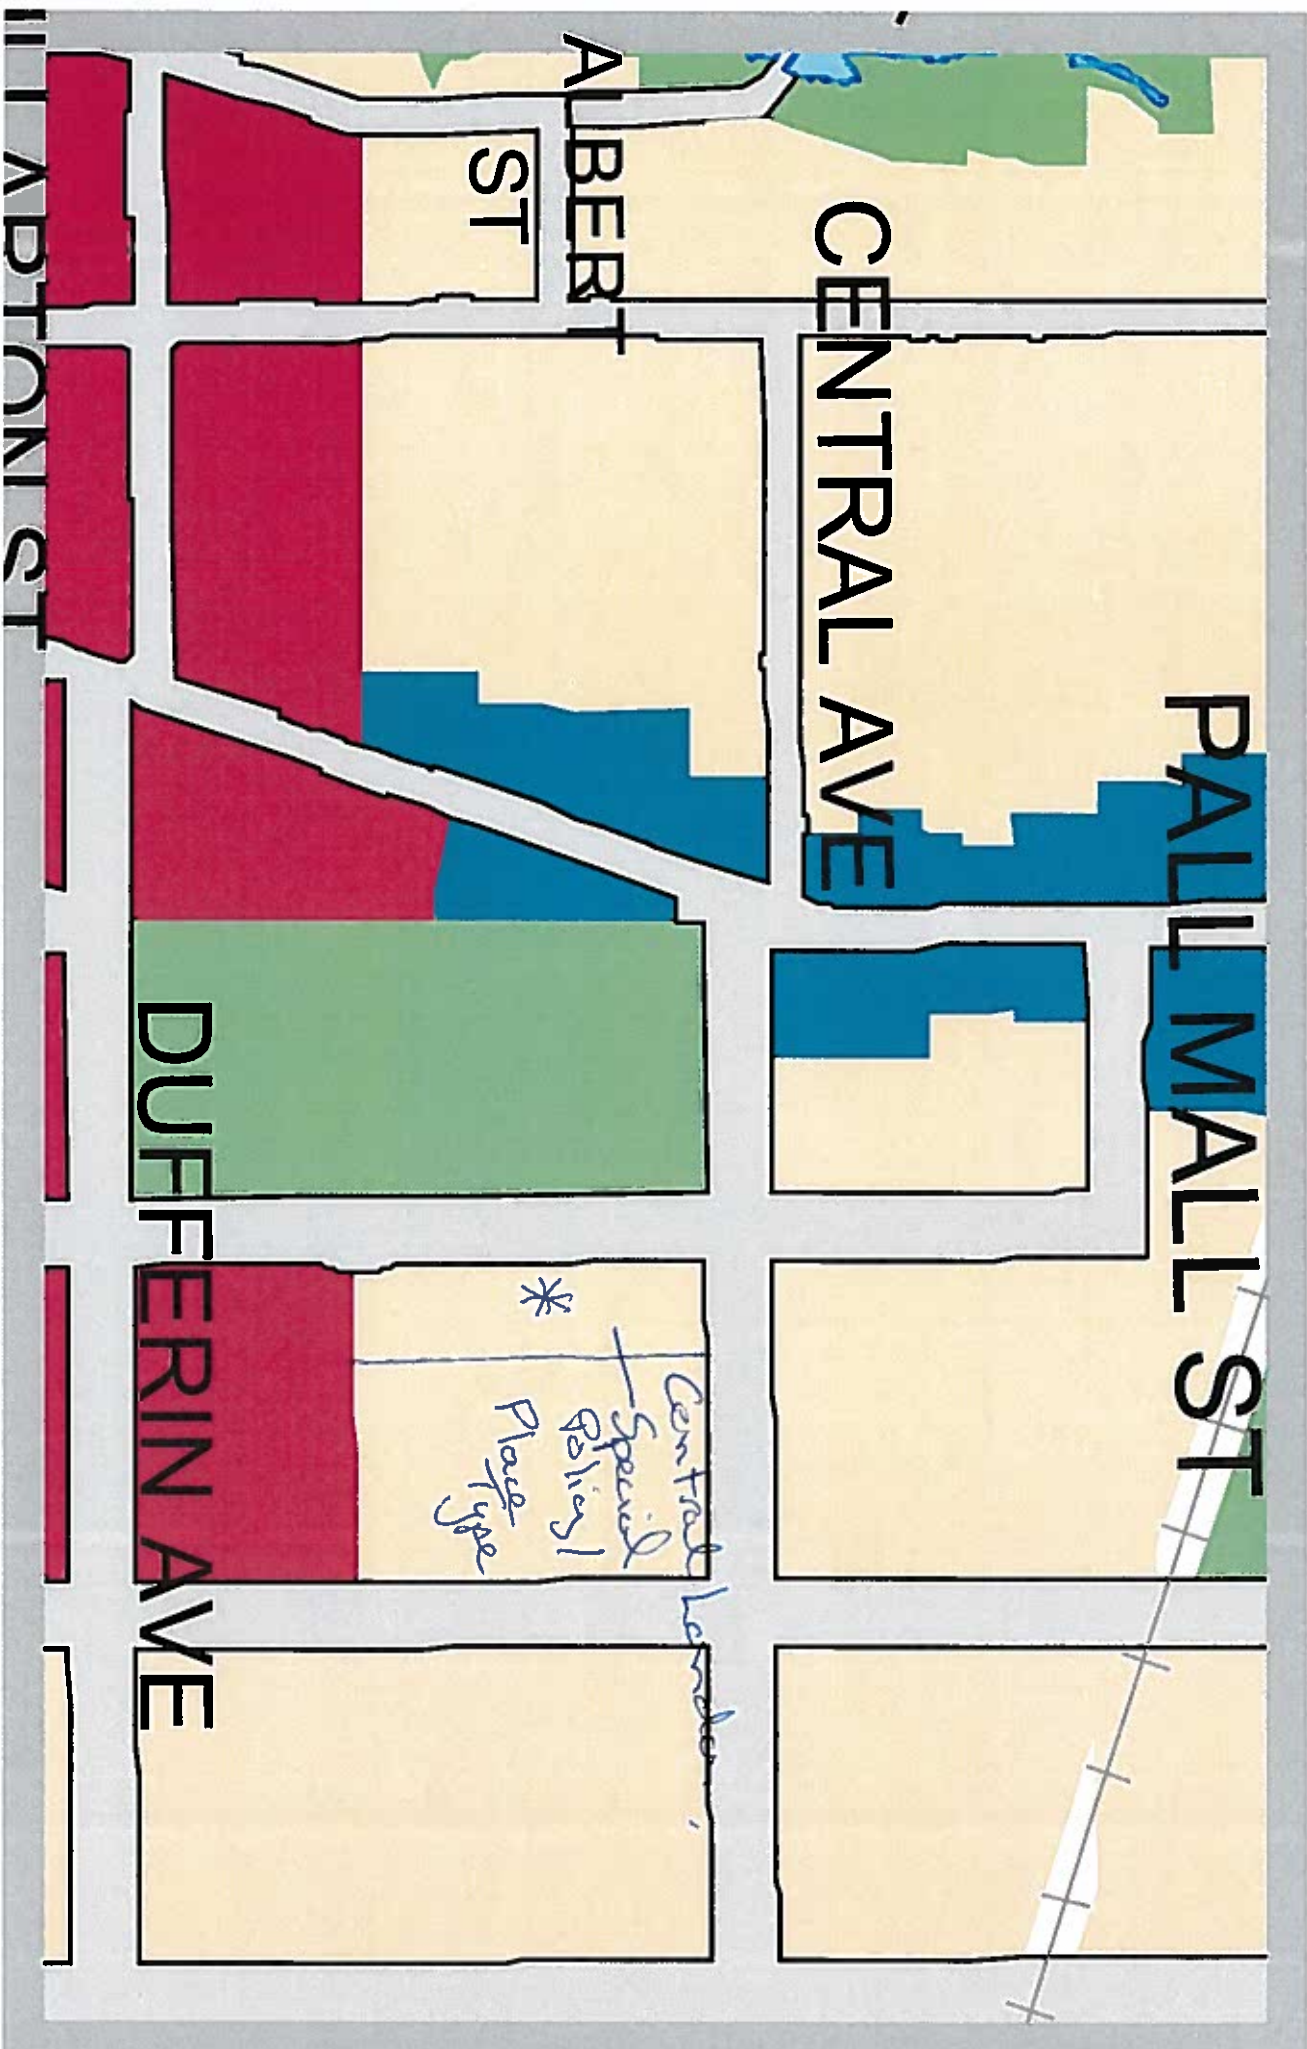 PALL MALL ST
CENTRAL AVE
ALBERT
ST
DUFFERIN AVE
Central London
- Special
Policy/
Place
Type